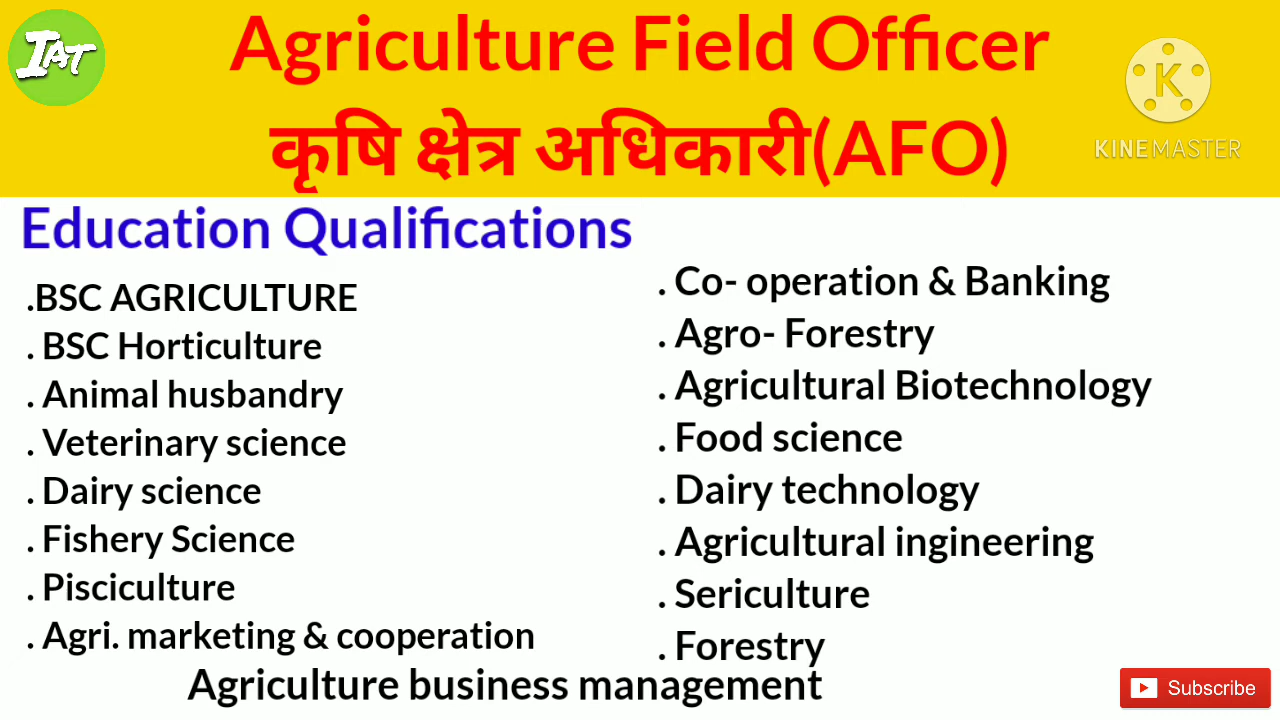 IAT
Agriculture Field Officer
कृषि क्षेत्र अधिकारी(AFO)
K
KINEMASTER
Education Qualifications
.BSC AGRICULTURE
. BSC Horticulture
. Animal husbandry
. Veterinary science
. Dairy science
. Fishery Science
. Pisciculture
. Agri. marketing & cooperation
. Co- operation & Banking
. Agro- Forestry
. Agricultural Biotechnology
. Food science
. Dairy technology
. Agricultural ingineering
. Sericulture
. Forestry
Agriculture business management
Subscribe